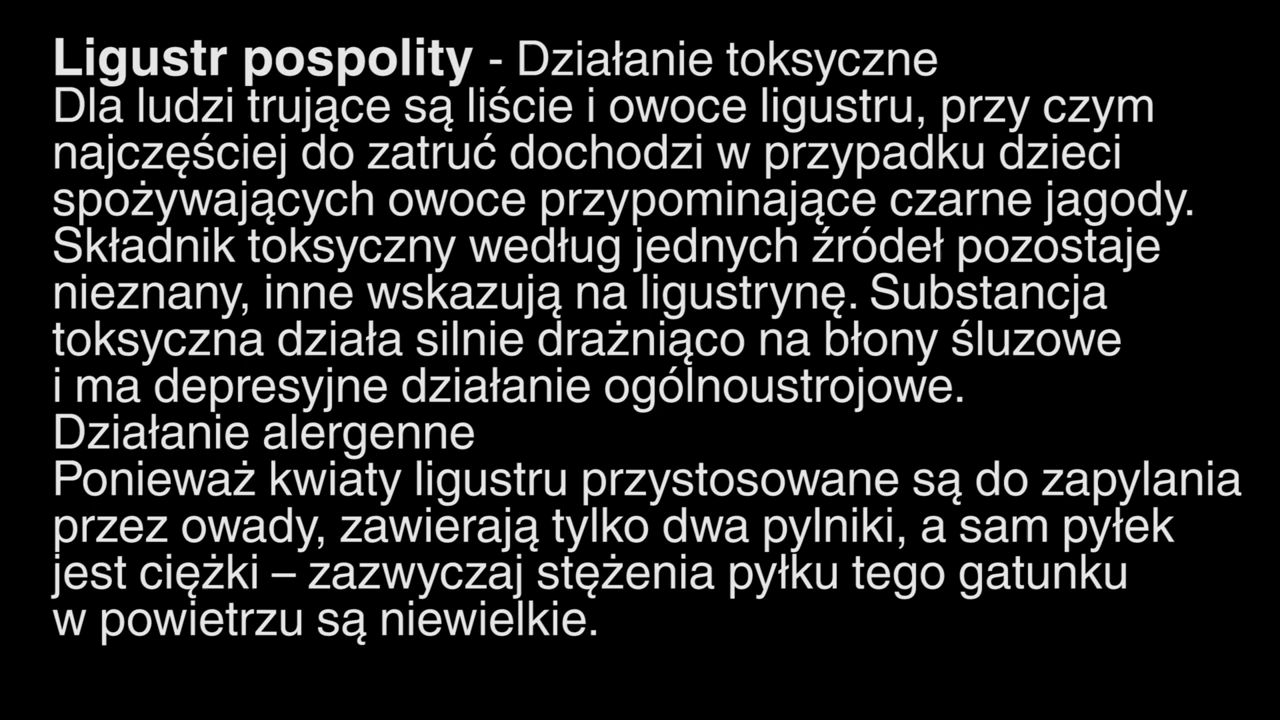 Ligustr pospolity - Działanie toksyczne
Dla ludzi trujące są liście i owoce ligustru, przy czym
najczęściej do zatruć dochodzi w przypadku dzieci
spożywających owoce przypominające czarne jagody.
Składnik toksyczny według jednych źródeł pozostaje
nieznany, inne wskazują na ligustrynę. Substancja
toksyczna działa silnie drażniąco na błony śluzowe
i ma depresyjne działanie ogólnoustrojowe.
Działanie alergenne
Ponieważ kwiaty ligustru przystosowane są do zapylania
przez owady, zawierają tylko dwa pylniki, a sam pyłek
jest ciężki – zazwyczaj stężenia pyłku tego gatunku
w powietrzu są niewielkie.